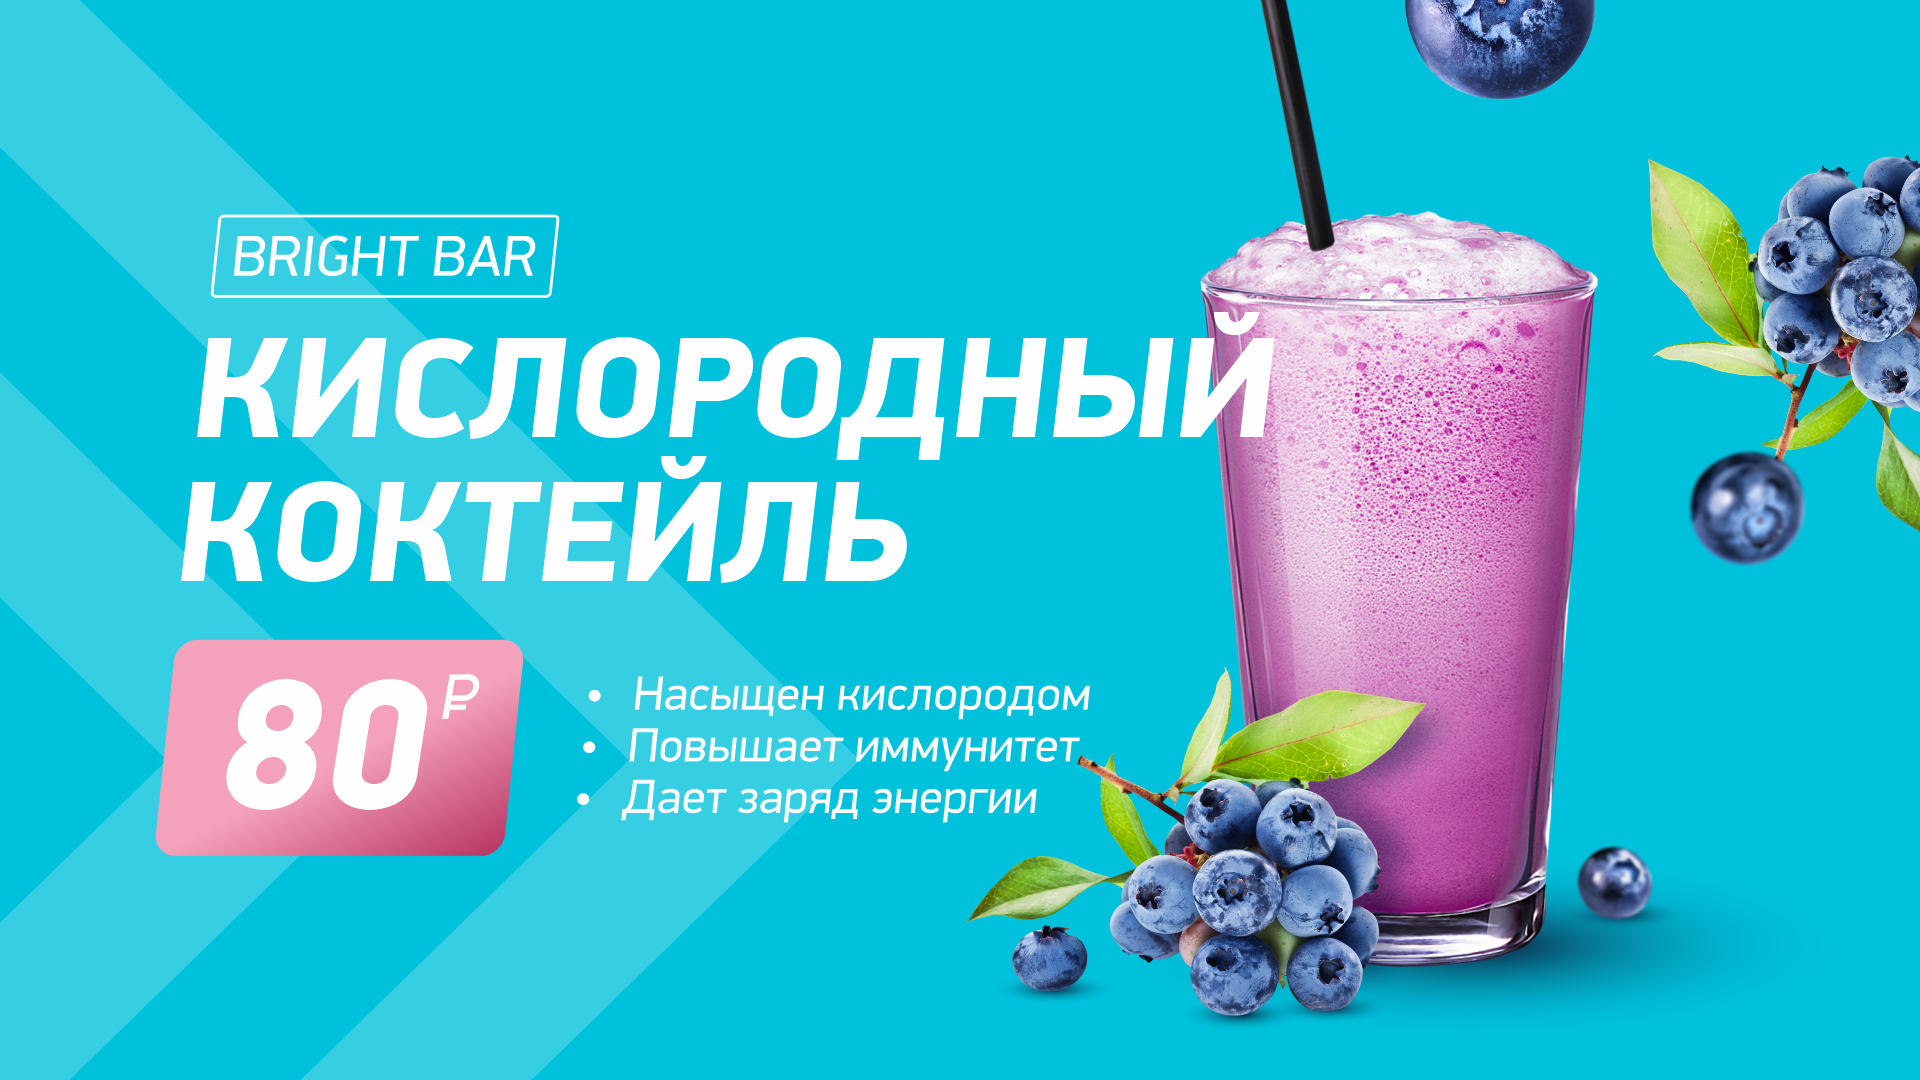 BRIGHT BAR
КИСЛОРОДНЫЙ
КОКТЕЙЛЬ
80 ₽
• Насыщен кислородом
• Повышает иммунитет
• Дает заряд энергии